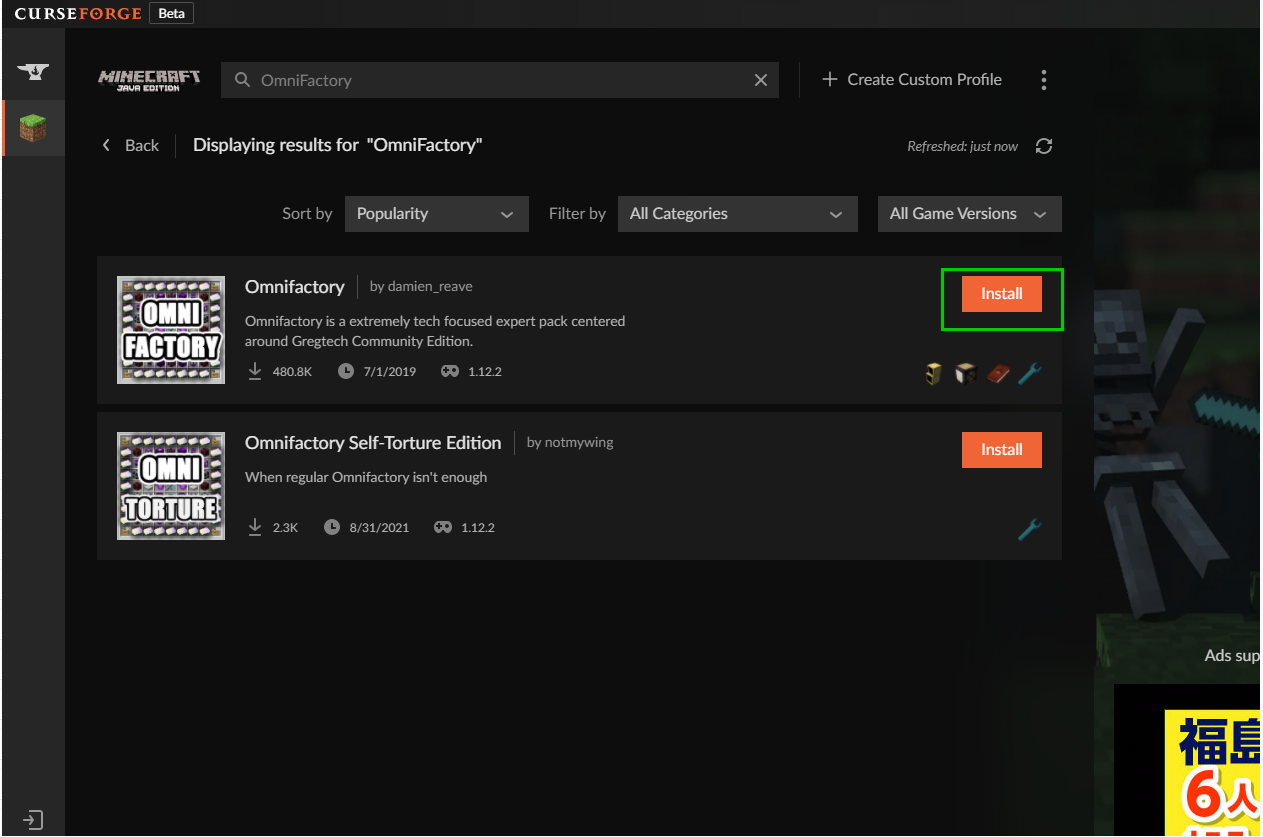 CURSEFORGE Beta
MINECRAFT
JAVA EDITION
OmniFactory
Create Custom Profile
Back
Displaying results for "OmniFactory"
Refreshed: just now
Sort by Popularity
Filter by All Categories
All Game Versions
Omnifactory by damien_reave
Install
Omnifactory is a extremely tech focused expert pack centered
around Gregtech Community Edition.
480.8K 7/1/2019 1.12.2
OMNI
FACTORY
Omnifactory Self-Torture Edition by notmywing
Install
When regular Omnifactory isn't enough
2.3K 8/31/2021 1.12.2
OMNI
TORTURE
Ads sup
福島
6人